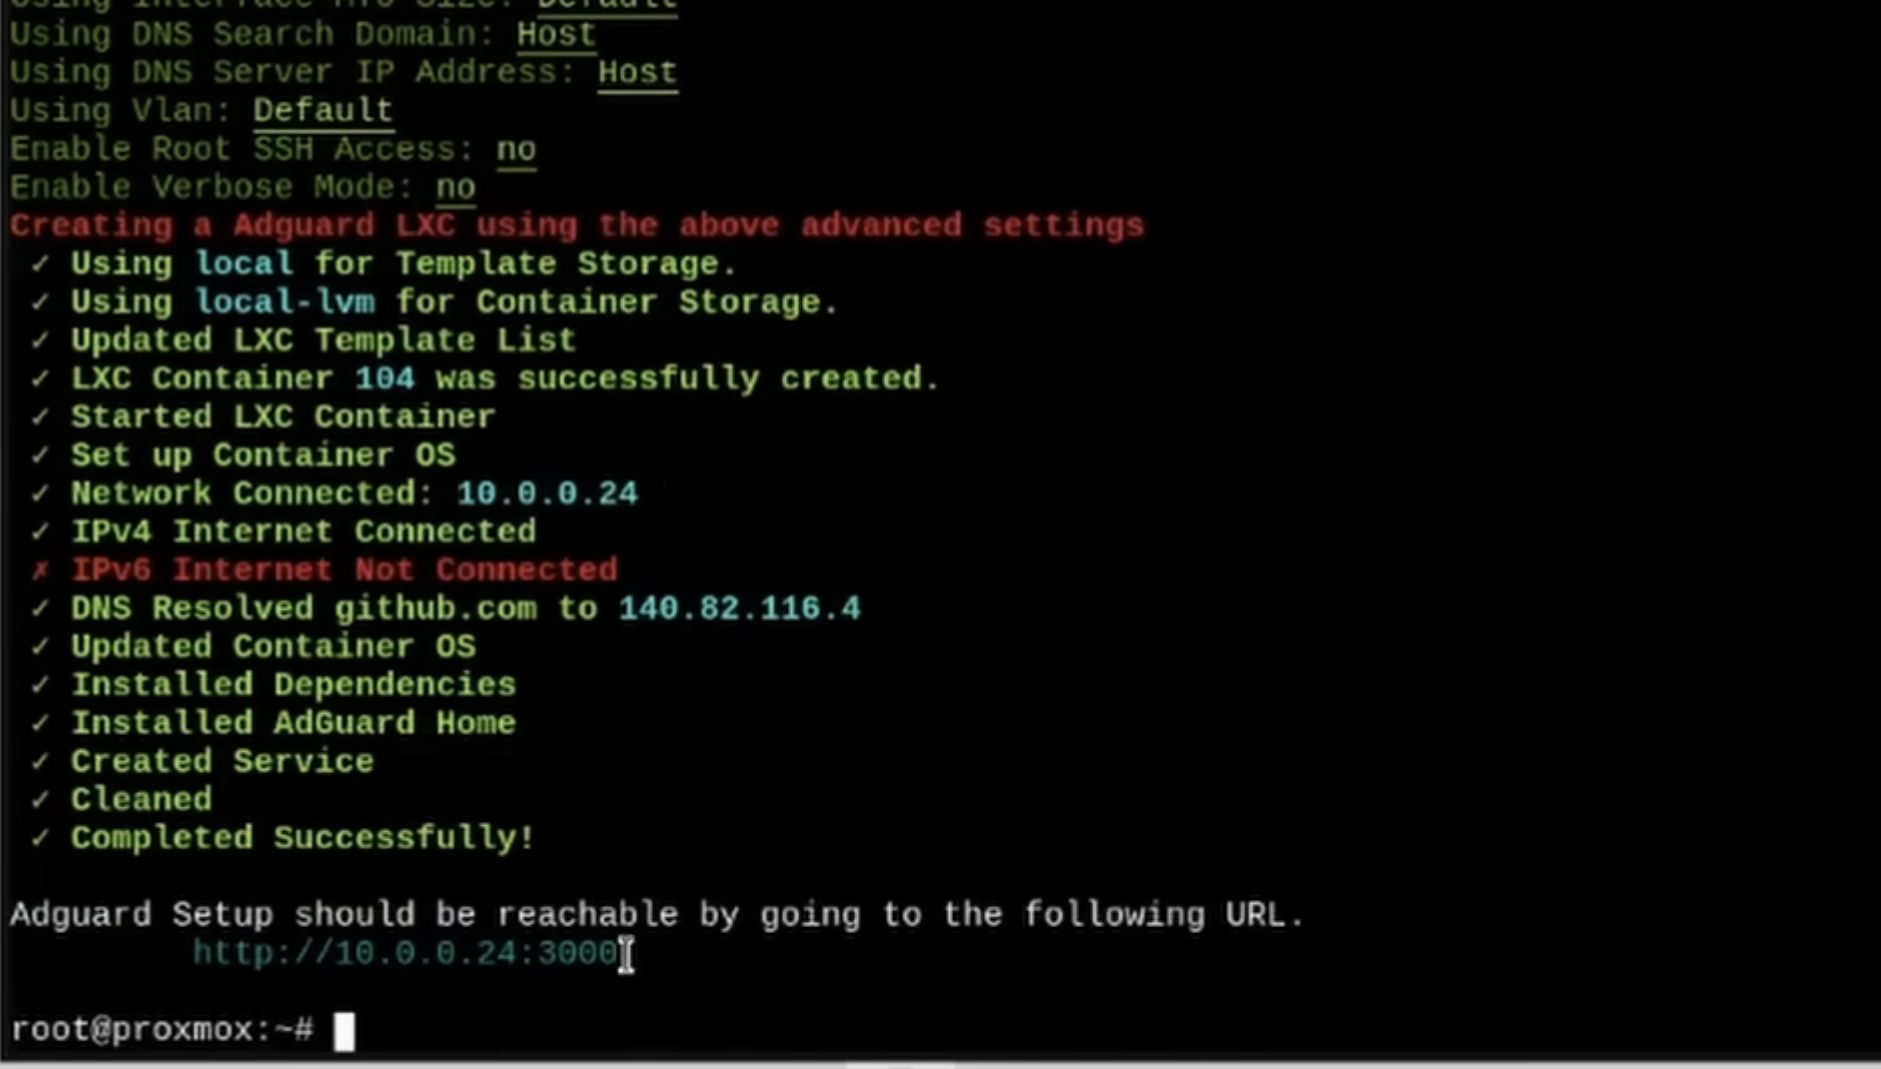 Using Interface MTU Size: Default
Using DNS Search Domain: Host
Using DNS Server IP Address: Host
Using Vlan: Default
Enable Root SSH Access: no
Enable Verbose Mode: no
Creating a Adguard LXC using the above advanced settings
✓ Using local for Template Storage.
✓ Using local-lvm for Container Storage.
✓ Updated LXC Template List
✓ LXC Container 104 was successfully created.
✓ Started LXC Container
✓ Set up Container OS
✓ Network Connected: 10.0.0.24
✓ IPv4 Internet Connected
✗ IPv6 Internet Not Connected
✓ DNS Resolved github.com to 140.82.116.4
✓ Updated Container OS
✓ Installed Dependencies
✓ Installed AdGuard Home
✓ Created Service
✓ Cleaned
✓ Completed Successfully!
Adguard Setup should be reachable by going to the following URL.
http://10.0.0.24:3000
root@proxmox:~#